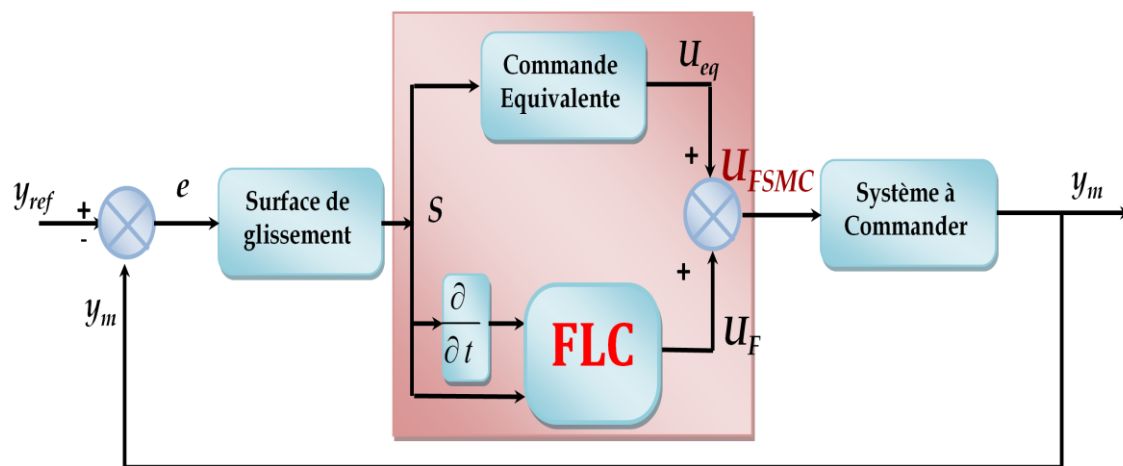 Commande
Equivalente
U_eq
+
y_ref
+
-
e
Surface de
glissement
S
U_FSMC
Système à
Commander
y_m
+
y_m
∂
∂ t
FLC
U_F